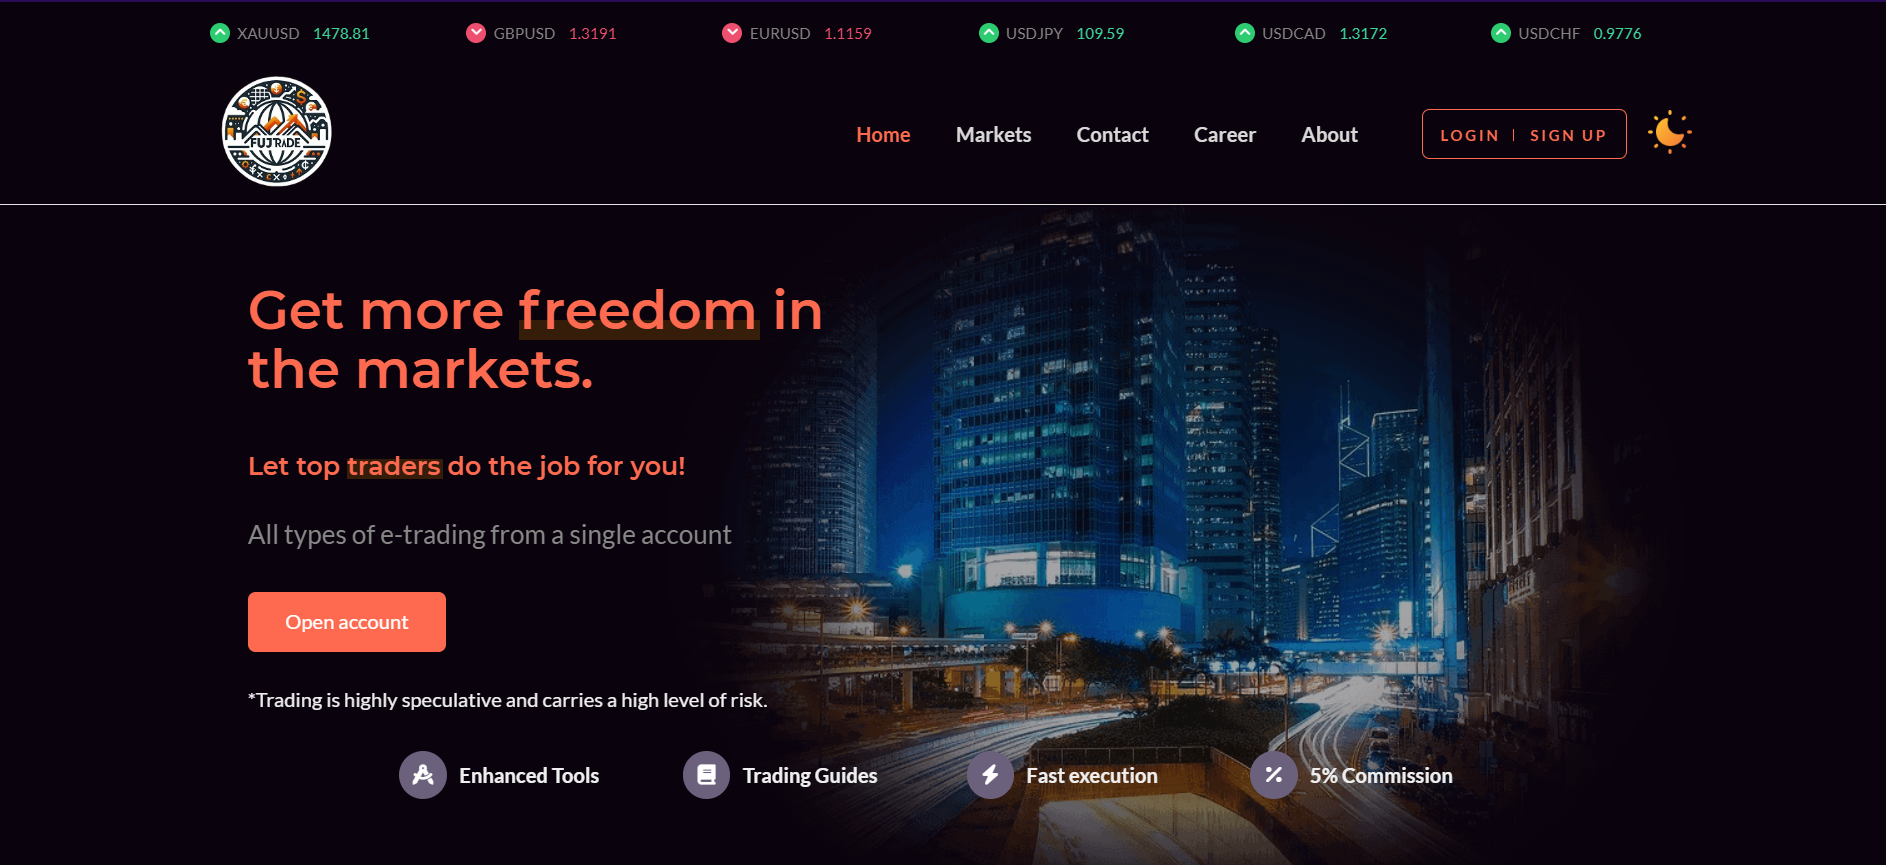 XAUUSD 1478.81 GBPUSD 1.3191 EURUSD 1.1159 USDJPY 109.59 USDCAD 1.3172 USDCHF 0.9776
FUJTRADE
Home Markets Contact Career About LOGIN | SIGN UP
Get more freedom in
the markets.
Let top traders do the job for you!
All types of e-trading from a single account
Open account
*Trading is highly speculative and carries a high level of risk.
Enhanced Tools Trading Guides Fast execution 5% Commission